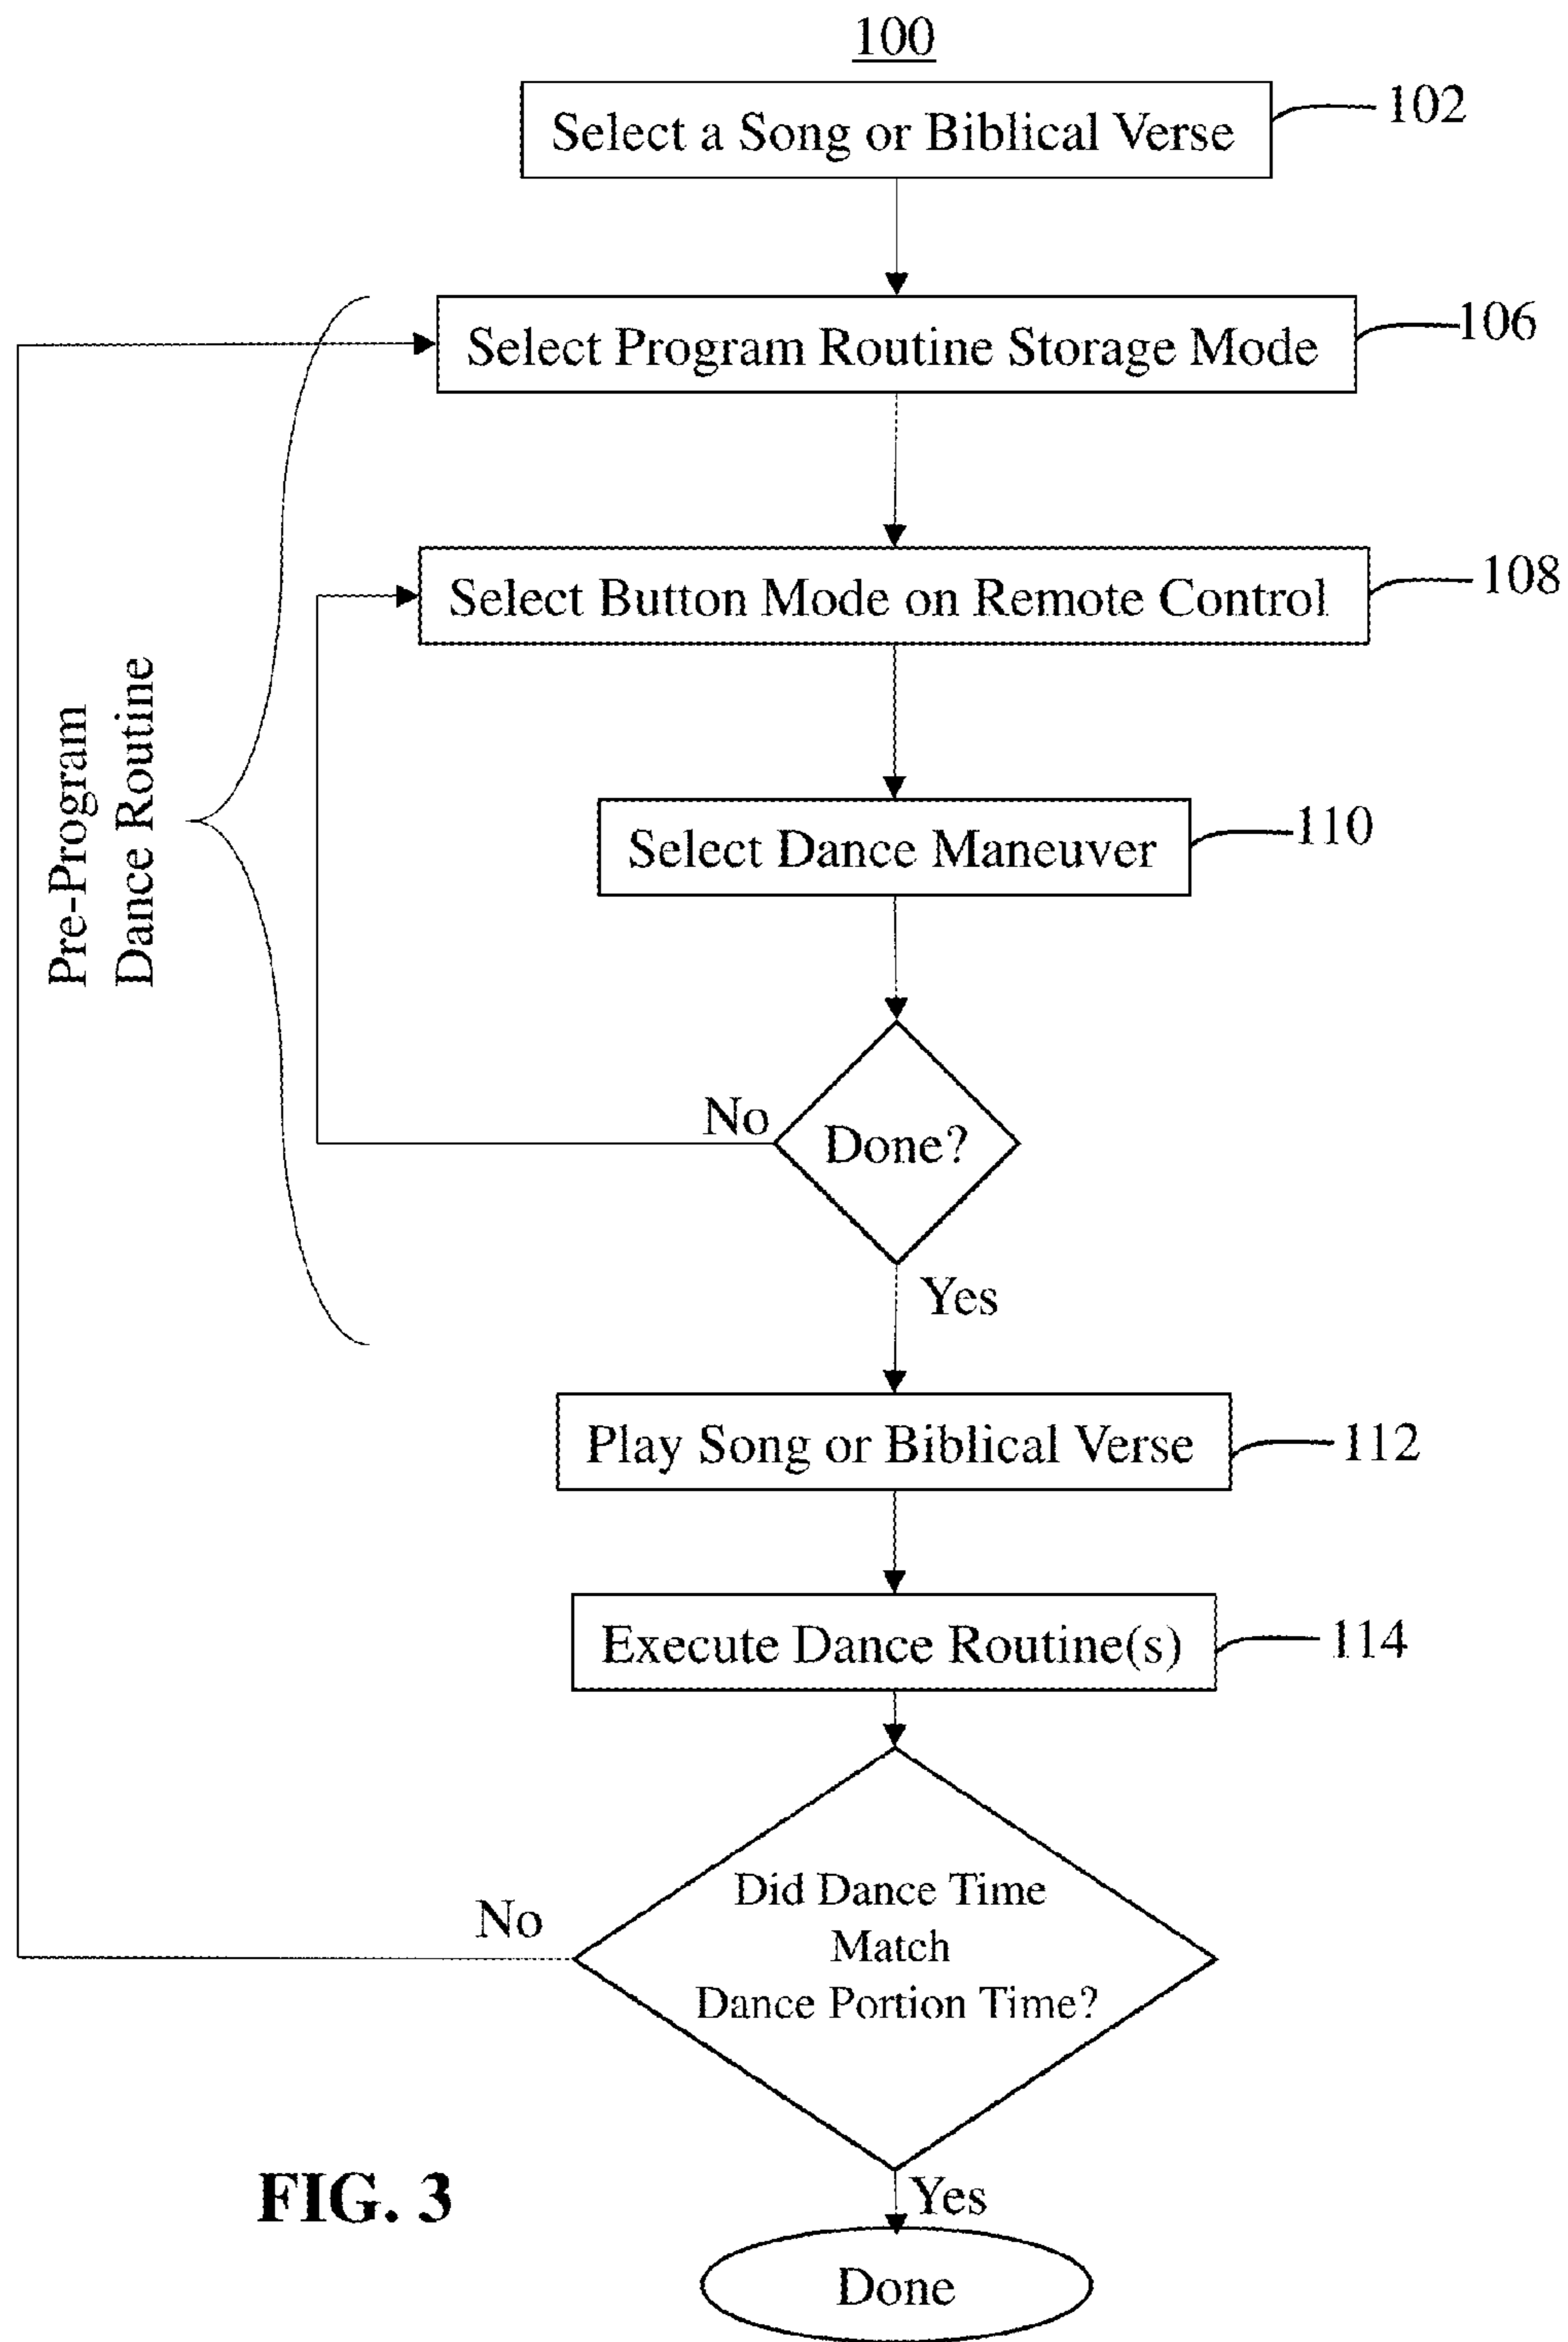 100
Select a Song or Biblical Verse
102
Select Program Routine Storage Mode
106
Select Button Mode on Remote Control
108
Pre-Program
Dance Routine
Select Dance Maneuver
110
No
Done?
Yes
Play Song or Biblical Verse
112
Execute Dance Routine(s)
114
Did Dance Time
Match
Dance Portion Time?
No
Yes
FIG. 3
Done